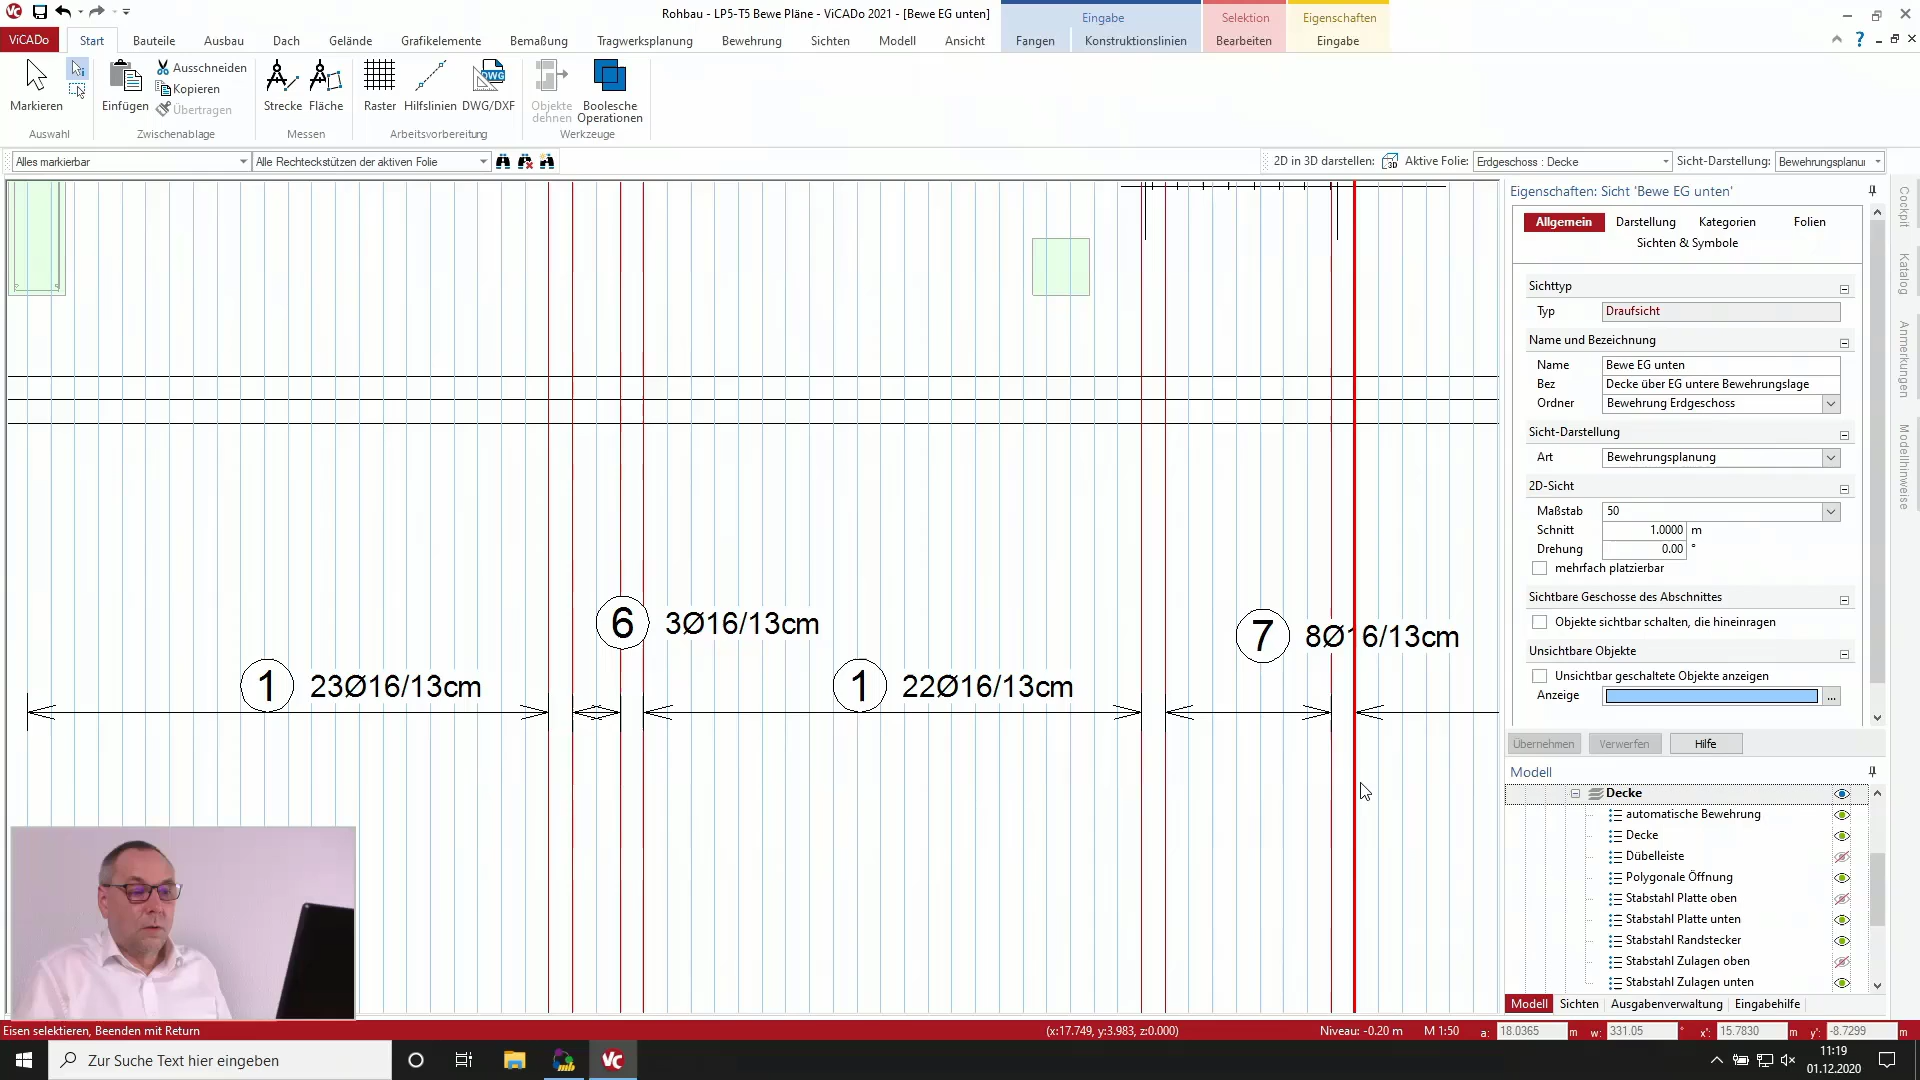 Rohbau - LP5-T5 Bewe Pläne - ViCADo 2021 - [Bewe EG unten]
Eingabe
Selektion
Eigenschaften
ViCADo
Start
Bauteile
Ausbau
Dach
Gelände
Grafikelemente
Bemaßung
Tragwerksplanung
Bewehrung
Sichten
Modell
Ansicht
Fangen
Konstruktionslinien
Bearbeiten
Eingabe
Markieren
Einfügen
Ausschneiden
Kopieren
Übertragen
Strecke
Fläche
Raster
Hilfslinien
DWG
DWG/DXF
Objekte dehnen
Boolesche Operationen
Auswahl
Zwischenablage
Messen
Arbeitsvorbereitung
Werkzeuge
Alles markierbar
Alle Rechteckstützen der aktiven Folie
2D in 3D darstellen:
3D
Aktive Folie:
Erdgeschoss : Decke
Sicht-Darstellung:
Bewehrungsplanu
6 3Ø16/13cm
7 8Ø16/13cm
1 23Ø16/13cm
1 22Ø16/13cm
Eigenschaften: Sicht 'Bewe EG unten'
Allgemein
Darstellung
Kategorien
Folien
Sichten & Symbole
Sichttyp
Typ Draufsicht
Name und Bezeichnung
Name Bewe EG unten
Bez Decke über EG untere Bewehrungslage
Ordner Bewehrung Erdgeschoss
Sicht-Darstellung
Art Bewehrungsplanung
2D-Sicht
Maßstab 50
Schnitt 1.0000 m
Drehung 0.00 °
mehrfach platzierbar
Sichtbare Geschosse des Abschnittes
Objekte sichtbar schalten, die hineinragen
Unsichtbare Objekte
Unsichtbar geschaltete Objekte anzeigen
Anzeige ...
Übernehmen
Verwerfen
Hilfe
Cockpit
Katalog
Anmerkungen
Modellhinweise
Modell
Decke
automatische Bewehrung
Decke
Dübelleiste
Polygonale Öffnung
Stabstahl Platte oben
Stabstahl Platte unten
Stabstahl Randstecker
Stabstahl Zulagen oben
Stabstahl Zulagen unten
Modell
Sichten
Ausgabenverwaltung
Eingabehilfe
Eisen selektieren, Beenden mit Return
(x:17.749, y:3.983, z:0.000)
Niveau: -0.20 m
M 1:50
a: 18.0365 m
w: 331.05 °
x': 15.7830 m
y': -8.7299 m
Zur Suche Text hier eingeben
mb
VC
11:19
01.12.2020